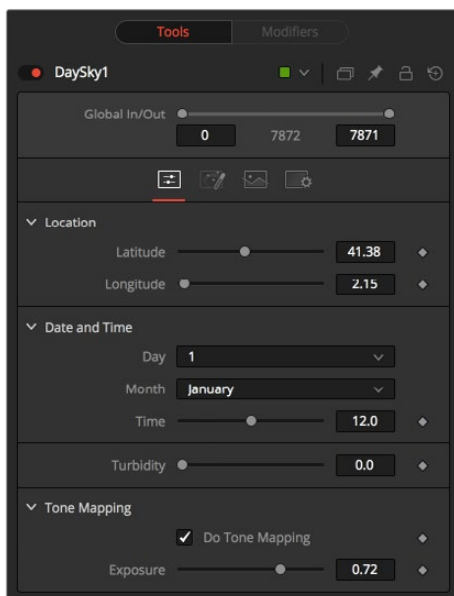 Tools Modifiers
DaySky1
Global In/Out
0 7872 7871
Location
Latitude 41.38
Longitude 2.15
Date and Time
Day 1
Month January
Time 12.0
Turbidity 0.0
Tone Mapping
Do Tone Mapping
Exposure 0.72